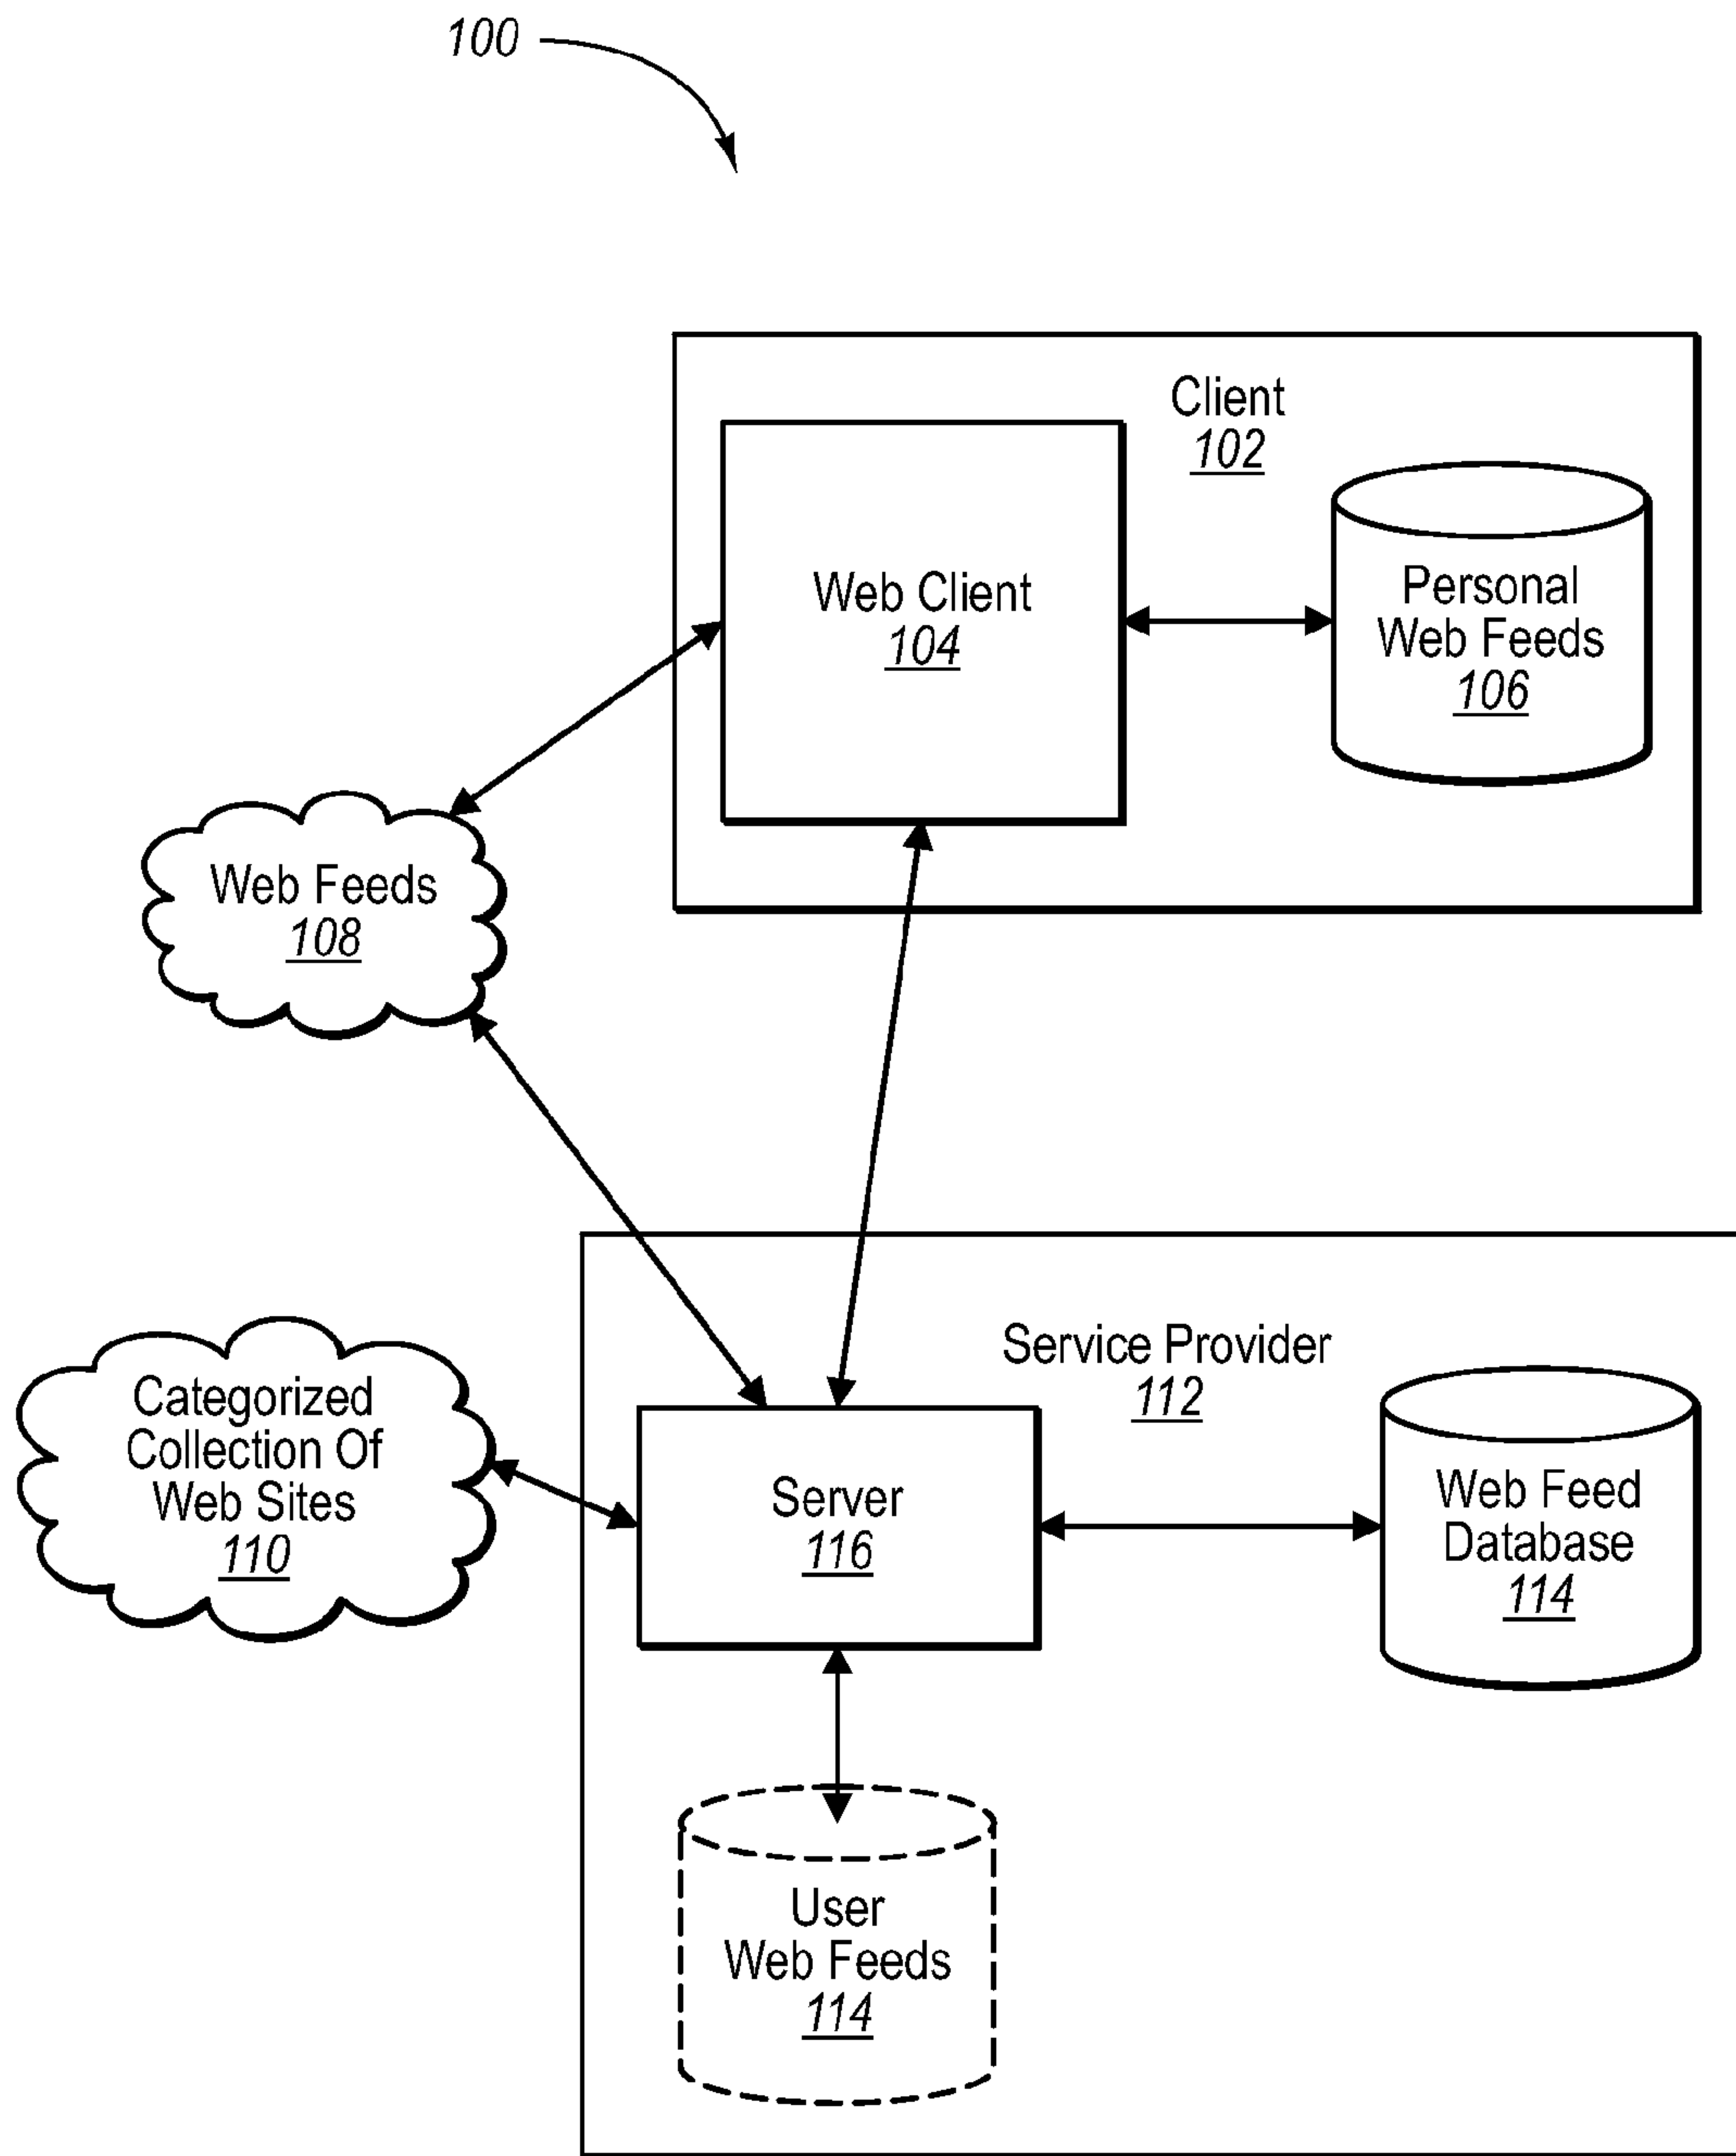 100
Client
102
Web Client
104
Personal
Web Feeds
106
Web Feeds
108
Service Provider
112
Categorized
Collection Of
Web Sites
110
Server
116
Web Feed
Database
114
User
Web Feeds
114